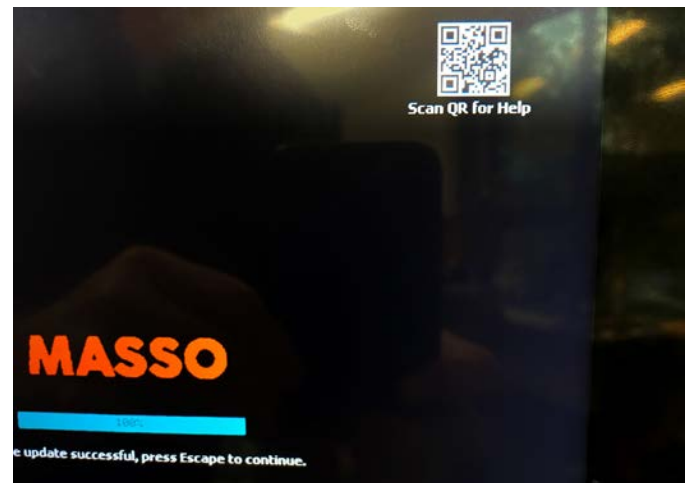 Scan QR for Help
MASSO
100%
e update successful, press Escape to continue.